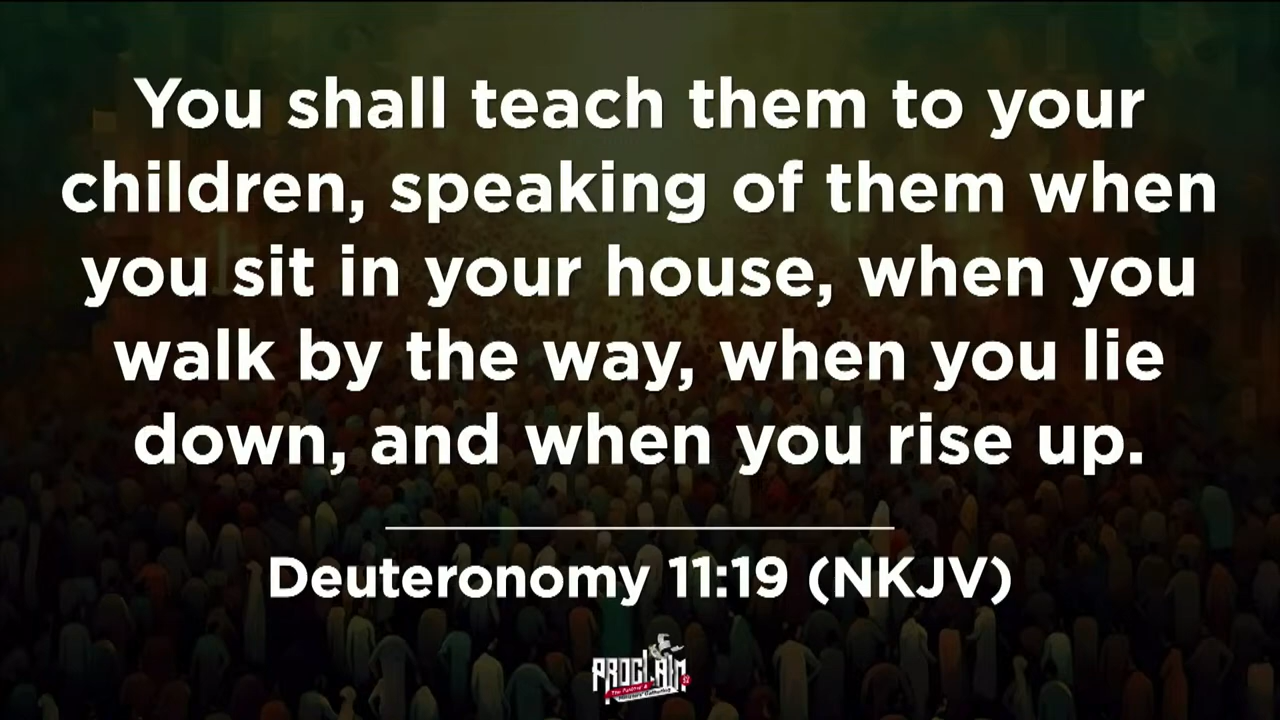 You shall teach them to your
children, speaking of them when
you sit in your house, when you
walk by the way, when you lie
down, and when you rise up.
Deuteronomy 11:19 (NKJV)
PROCLAIM